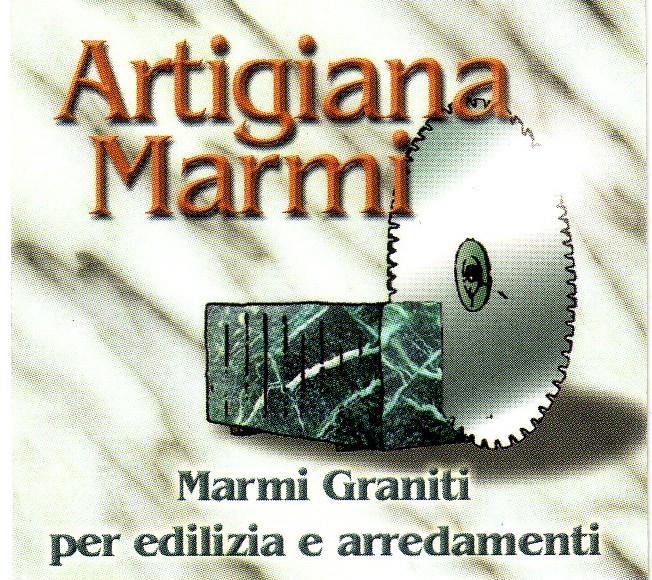 Artigiana
Marmi
Marmi Graniti
per edilizia e arredamenti